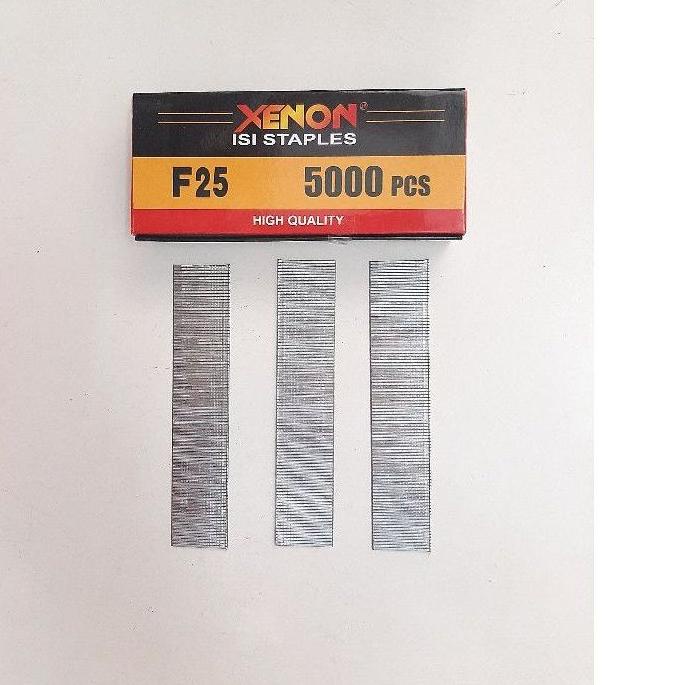 XENON®
ISI STAPLES
F25 5000 PCS
HIGH QUALITY